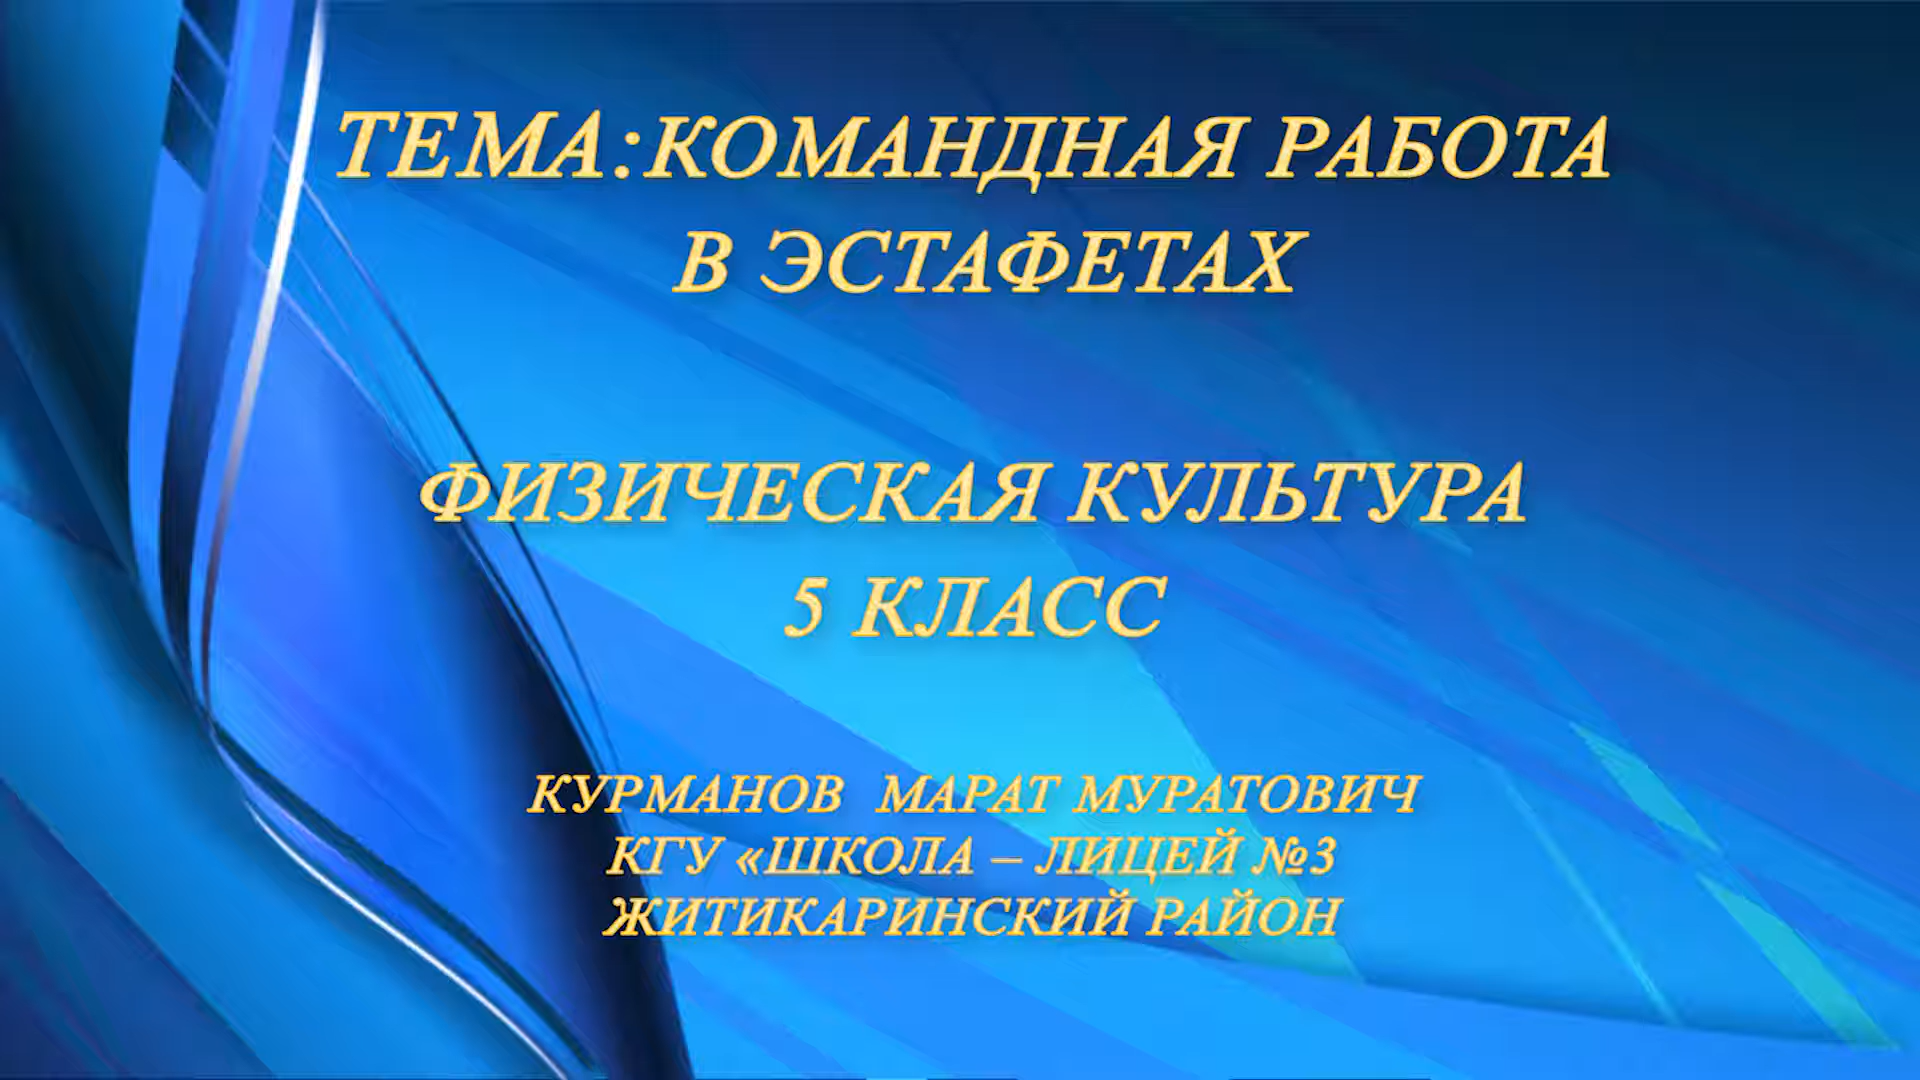 ТЕМА:КОМАНДНАЯ РАБОТА
В ЭСТАФЕТАХ
ФИЗИЧЕСКАЯ КУЛЬТУРА
5 КЛАСС
КУРМАНОВ МАРАТ МУРАТОВИЧ
КГУ «ШКОЛА – ЛИЦЕЙ №3
ЖИТИКАРИНСКИЙ РАЙОН